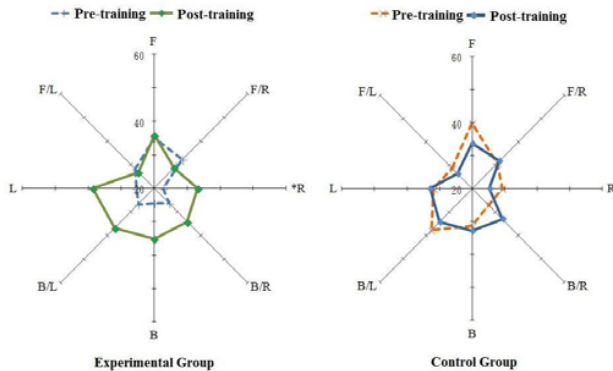 Pre-training Post-training
F
60
F/L
F/R
40
L
20
*R
B/L
B/R
B
Experimental Group
Pre-training Post-training
F
60
F/L
F/R
40
L
20
R
B/L
B/R
B
Control Group